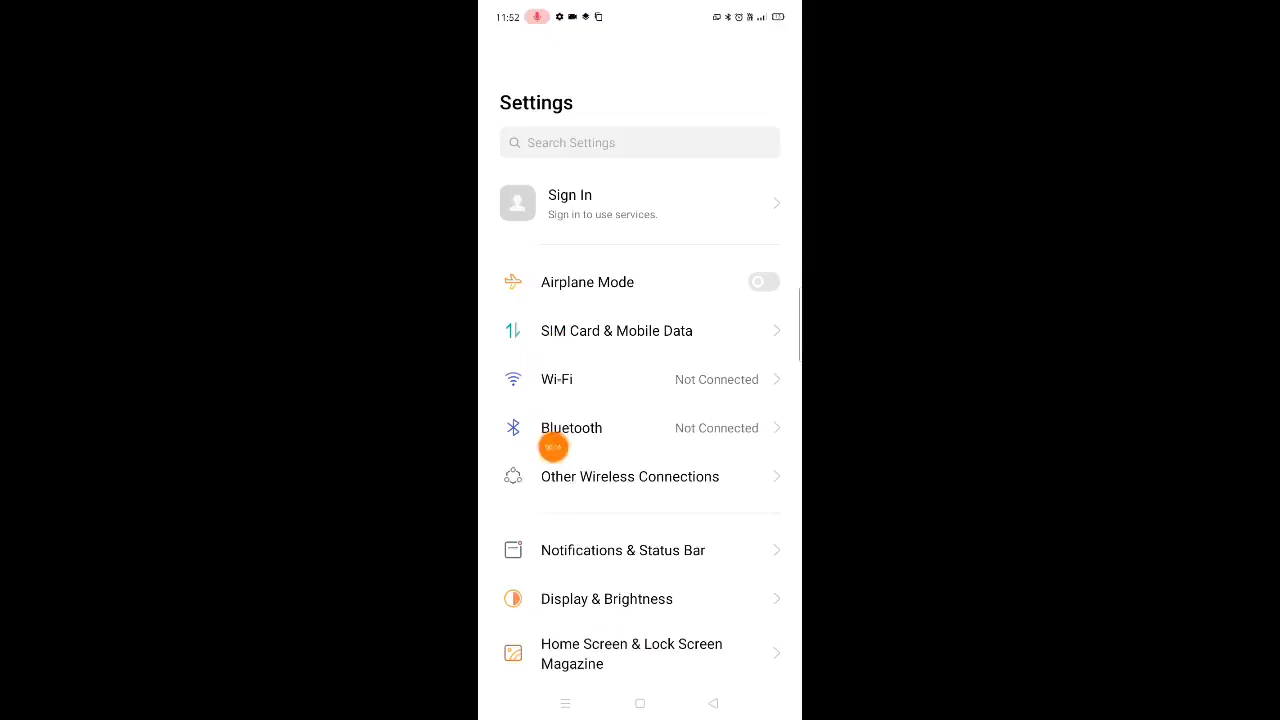 11:52
Settings
Search Settings
Sign In
Sign in to use services.
Airplane Mode
SIM Card & Mobile Data
Wi-Fi Not Connected
Bluetooth Not Connected
Other Wireless Connections
Notifications & Status Bar
Display & Brightness
Home Screen & Lock Screen
Magazine